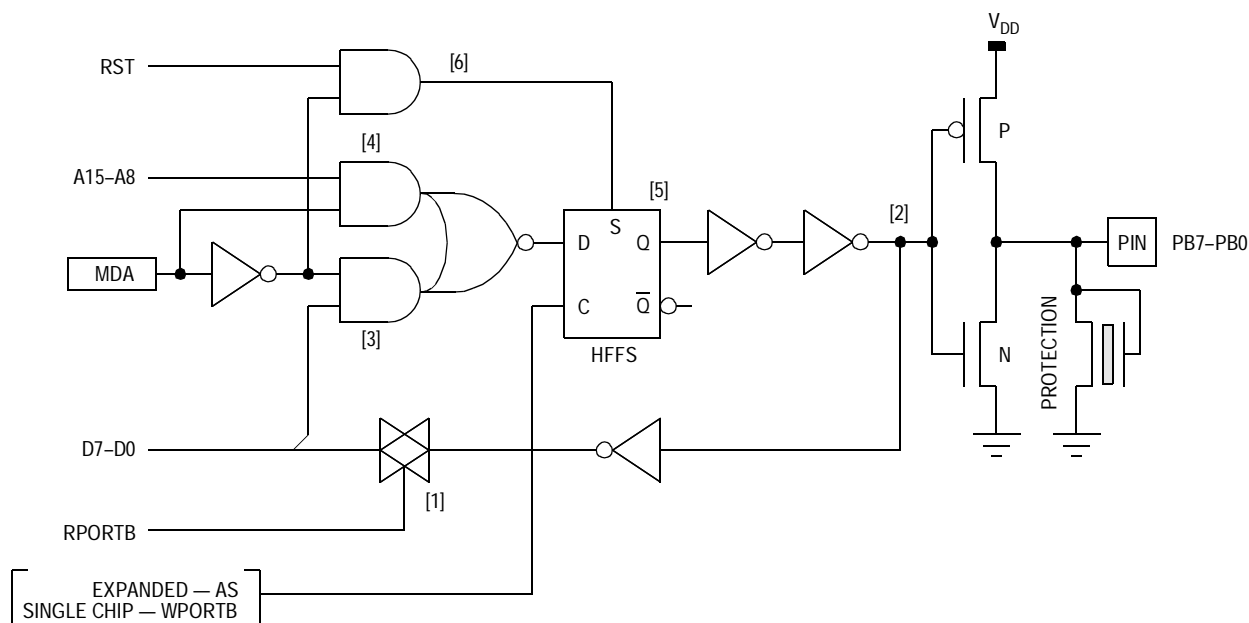 V_DD
RST
[6]
P
[4]
A15–A8
[5]
[2]
S
D
Q
PIN
PB7–PB0
MDA
C
Q̅
N
PROTECTION
[3]
HFFS
D7–D0
[1]
RPORTB
EXPANDED — AS
SINGLE CHIP — WPORTB